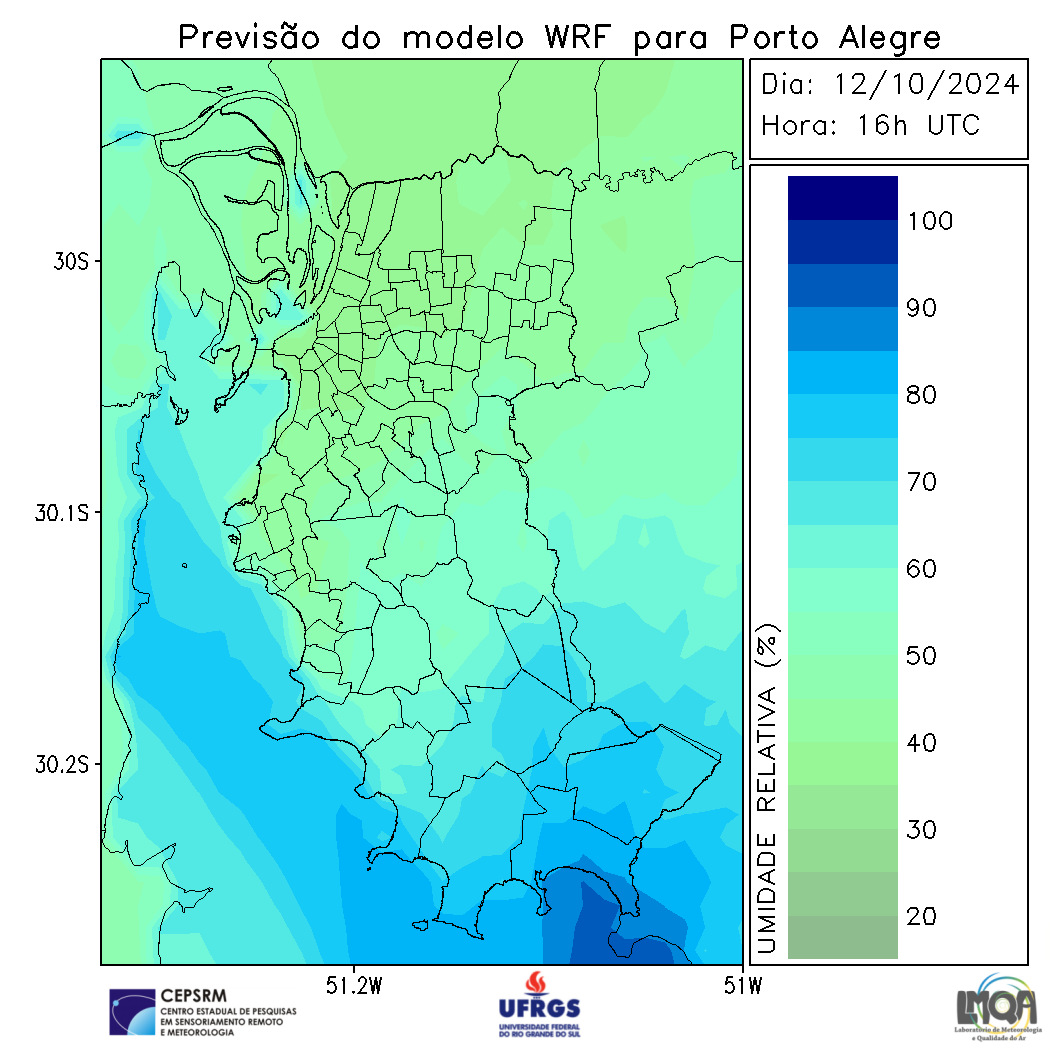 Previsão do modelo WRF para Porto Alegre
Dia: 12/10/2024
Hora: 16h UTC
100
90
80
70
60
50
40
30
20
UMIDADE RELATIVA (%)
30S
30.1S
30.2S
51.2W
51W
CEPSRM
CENTRO ESTADUAL DE PESQUISAS
EM SENSORIAMENTO REMOTO
E METEOROLOGIA
UFRGS
UNIVERSIDADE FEDERAL
DO RIO GRANDE DO SUL
LMQA
Laboratório de Meteorologia
e Qualidade do Ar